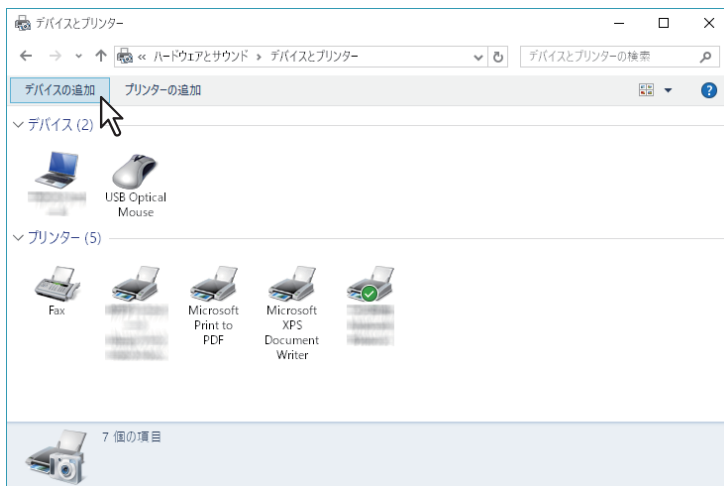 デバイスとプリンター
« ハードウェアとサウンド › デバイスとプリンター
デバイスとプリンターの検索
デバイスの追加 プリンターの追加
デバイス (2)
USB Optical
Mouse
プリンター (5)
Fax
Microsoft
Print to
PDF
Microsoft
XPS
Document
Writer
7 個の項目